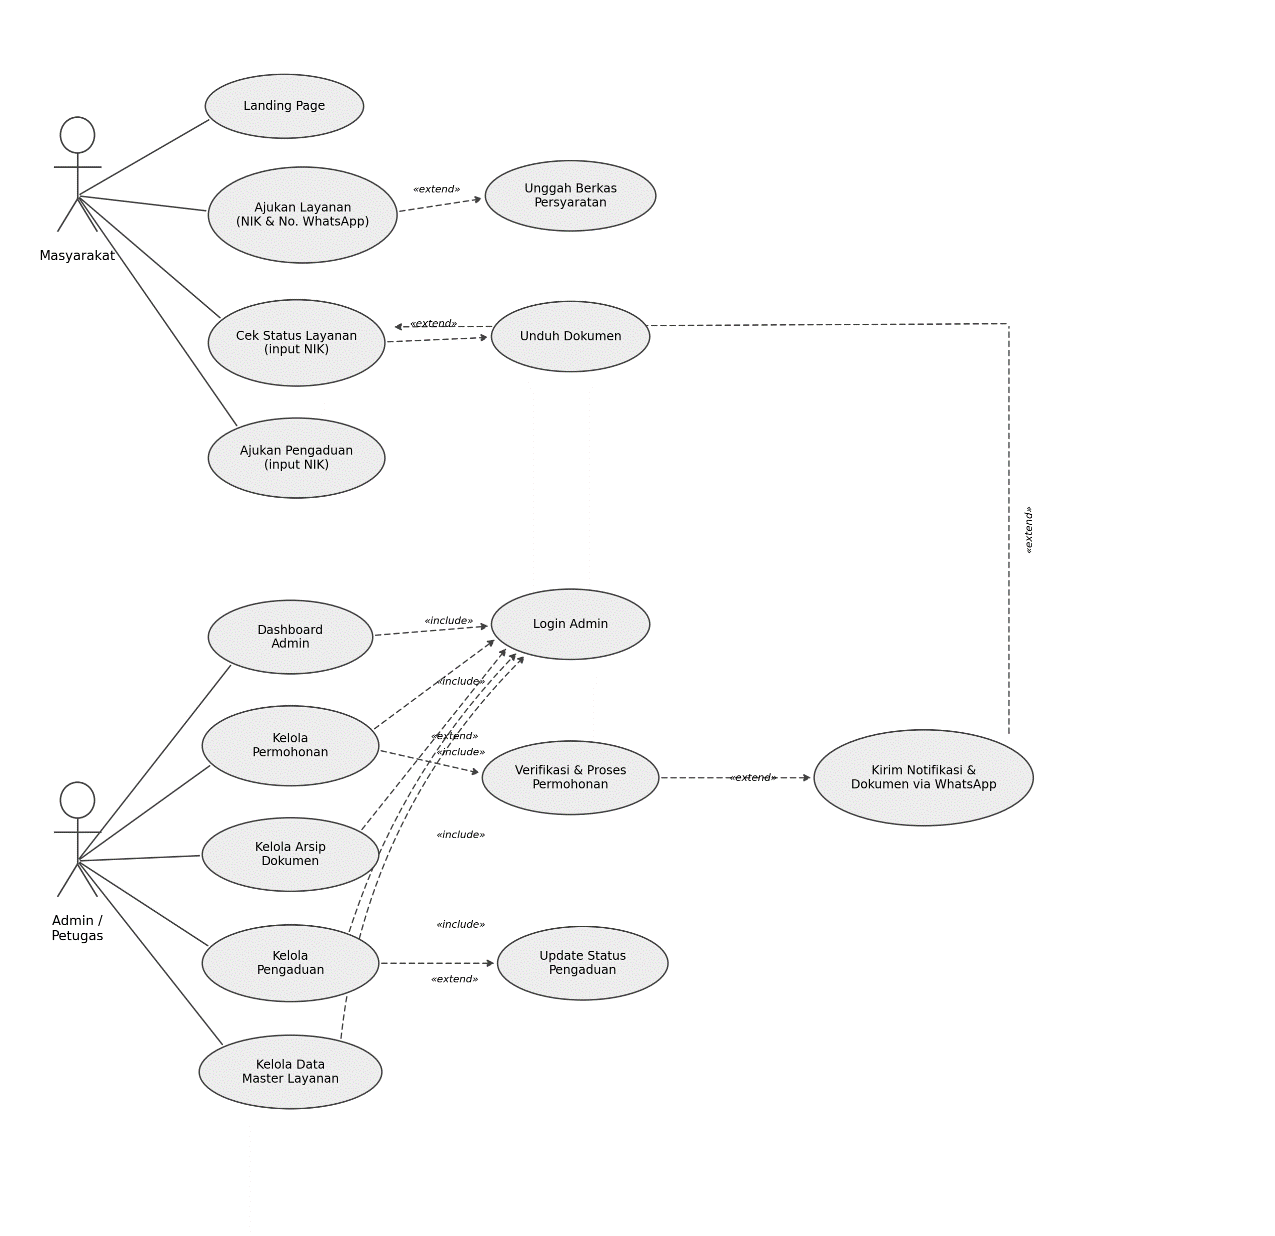 Landing Page
Masyarakat
Ajukan Layanan
(NIK & No. WhatsApp)
«extend»
Unggah Berkas
Persyaratan
Cek Status Layanan
(input NIK)
«extend»
Unduh Dokumen
Ajukan Pengaduan
(input NIK)
«extend»
Dashboard
Admin
«include»
Login Admin
«include»
Kelola
Permohonan
«extend»
«include»
Verifikasi & Proses
Permohonan
«extend»
Kirim Notifikasi &
Dokumen via WhatsApp
«include»
Kelola Arsip
Dokumen
Admin /
Petugas
«include»
Kelola
Pengaduan
«extend»
Update Status
Pengaduan
Kelola Data
Master Layanan